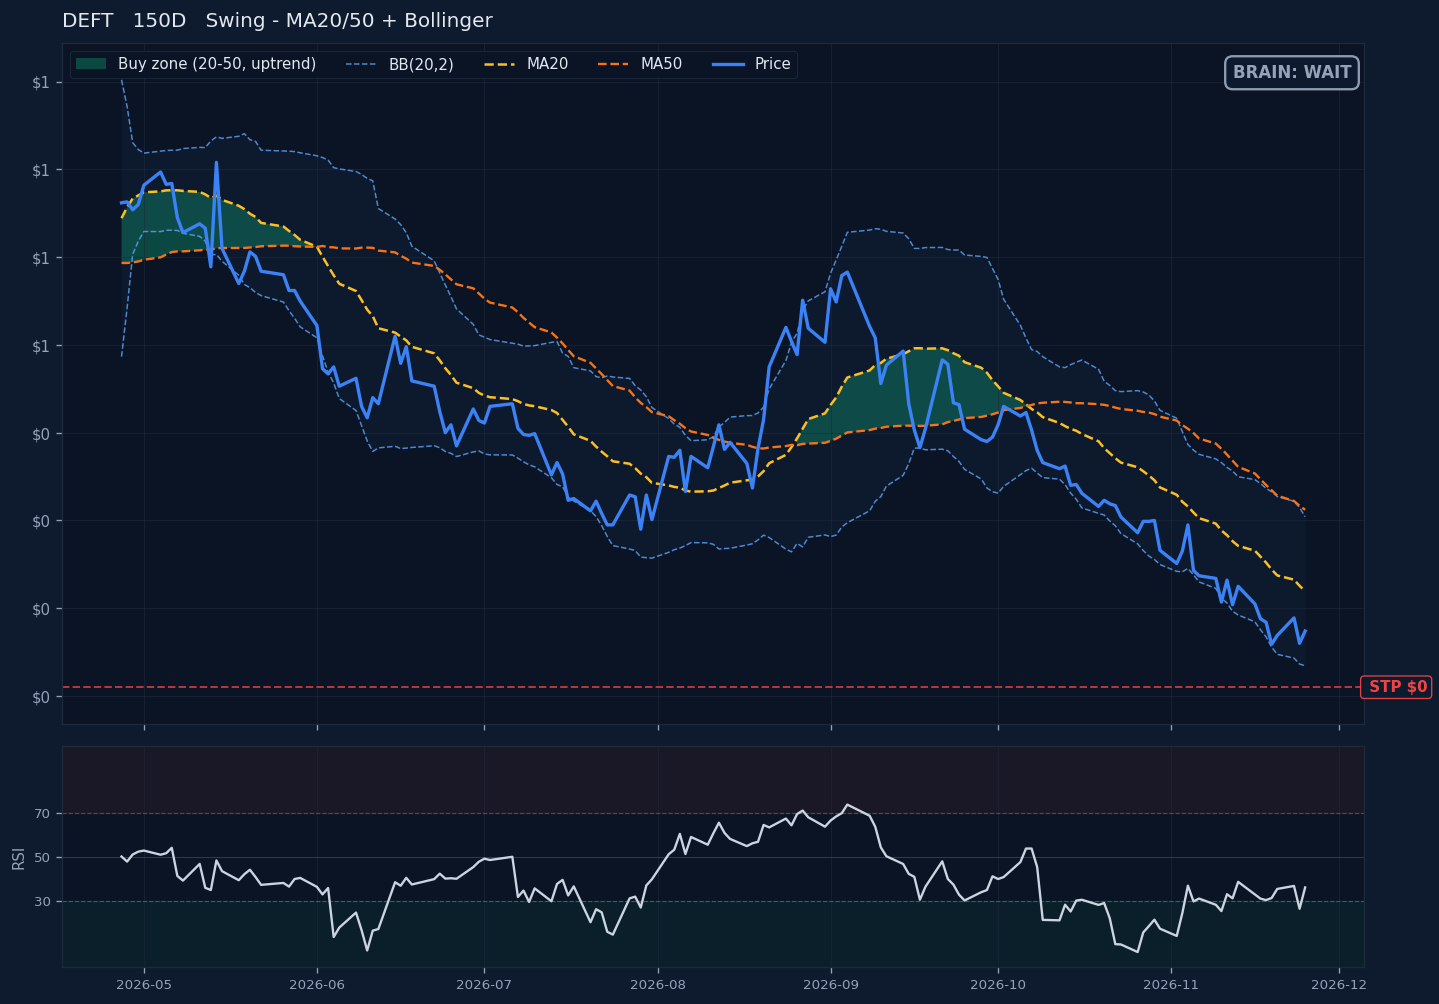 DEFT 150D Swing - MA20/50 + Bollinger
Buy zone (20-50, uptrend) BB(20,2) MA20 MA50 Price
BRAIN: WAIT
$1
$1
$1
$1
$0
$0
$0
$0
STP $0
RSI
70
50
30
2026-05 2026-06 2026-07 2026-08 2026-09 2026-10 2026-11 2026-12